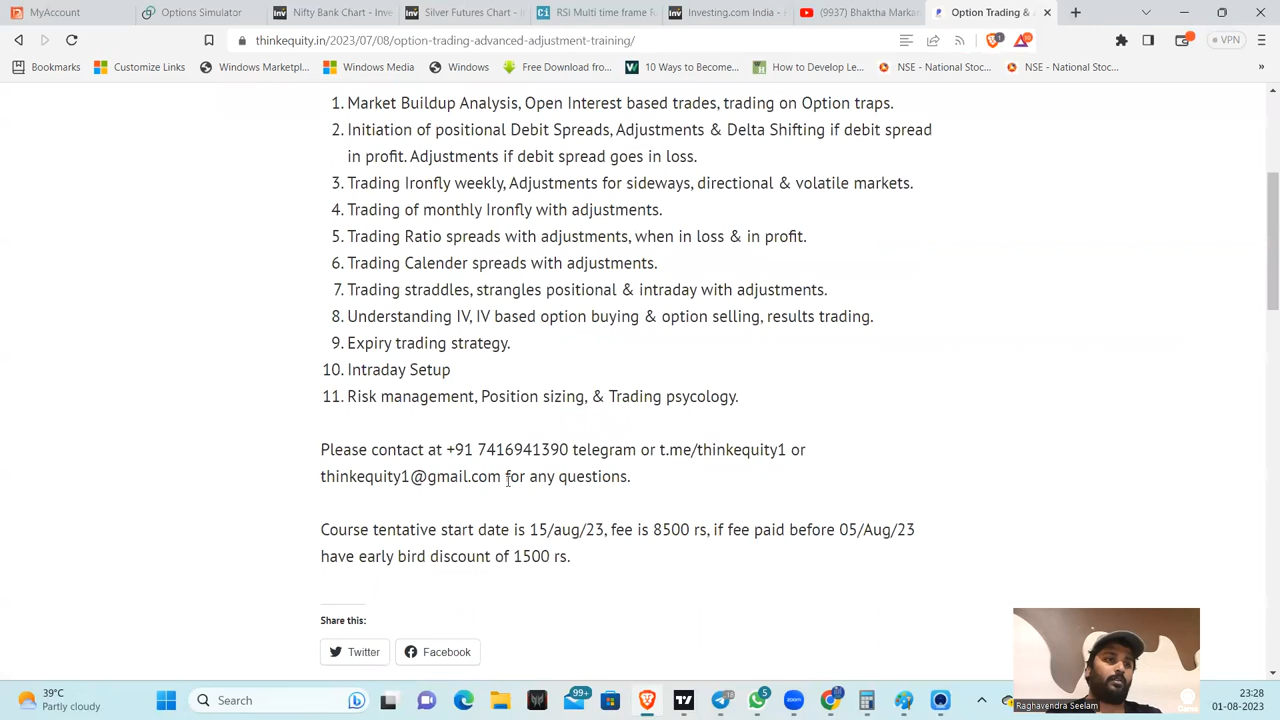 MyAccount
Options Simulator
Nifty Bank Chart - Inve
Silver Futures Chart - I
RSI Multi time frame f
Investing.com India - F
(9937) Bhaktha Markan
Option Trading &
thinkequity.in/2023/07/08/option-trading-advanced-adjustment-training/
1
10
VPN
Bookmarks
Customize Links
Windows Marketpl...
Windows Media
Windows
Free Download fro...
10 Ways to Become...
How to Develop Le...
NSE - National Stoc...
NSE - National Stoc...
»
1. Market Buildup Analysis, Open Interest based trades, trading on Option traps.
2. Initiation of positional Debit Spreads, Adjustments & Delta Shifting if debit spread
in profit. Adjustments if debit spread goes in loss.
3. Trading Ironfly weekly, Adjustments for sideways, directional & volatile markets.
4. Trading of monthly Ironfly with adjustments.
5. Trading Ratio spreads with adjustments, when in loss & in profit.
6. Trading Calender spreads with adjustments.
7. Trading straddles, strangles positional & intraday with adjustments.
8. Understanding IV, IV based option buying & option selling, results trading.
9. Expiry trading strategy.
10. Intraday Setup
11. Risk management, Position sizing, & Trading psycology.
Please contact at +91 7416941390 telegram or t.me/thinkequity1 or
thinkequity1@gmail.com for any questions.
Course tentative start date is 15/aug/23, fee is 8500 rs, if fee paid before 05/Aug/23
have early bird discount of 1500 rs.
Share this:
Twitter
Facebook
Raghavendra Seelam
39°C
Partly cloudy
Search
99+
5
zoom
13:28
01-08-2023